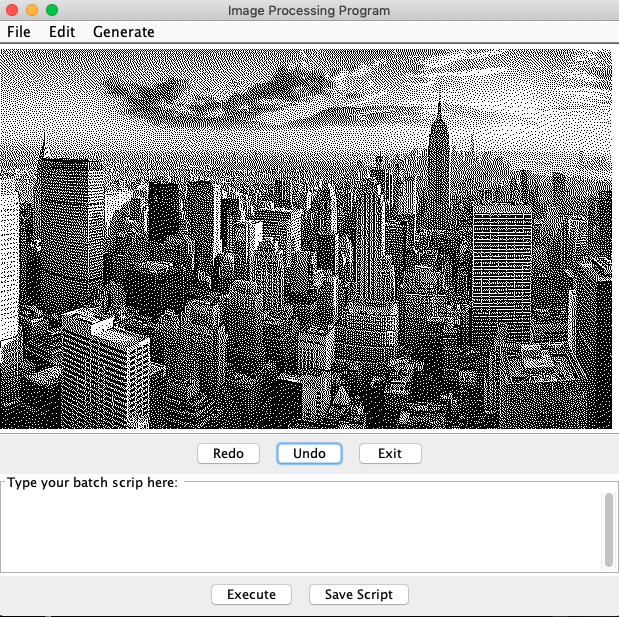 Image Processing Program
File Edit Generate
Redo Undo Exit
Type your batch scrip here:
Execute Save Script